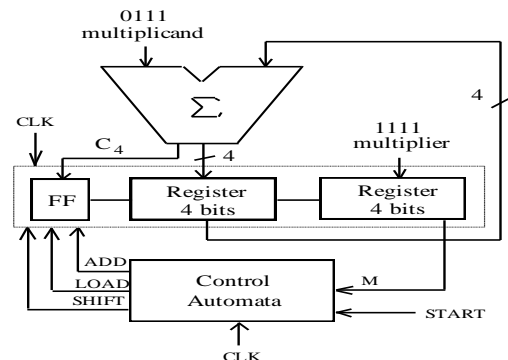 0111
multiplicand
Σ
4
CLK
C4
4
1111
multiplier
FF
Register
4 bits
Register
4 bits
ADD
LOAD
SHIFT
Control
Automata
M
START
CLK